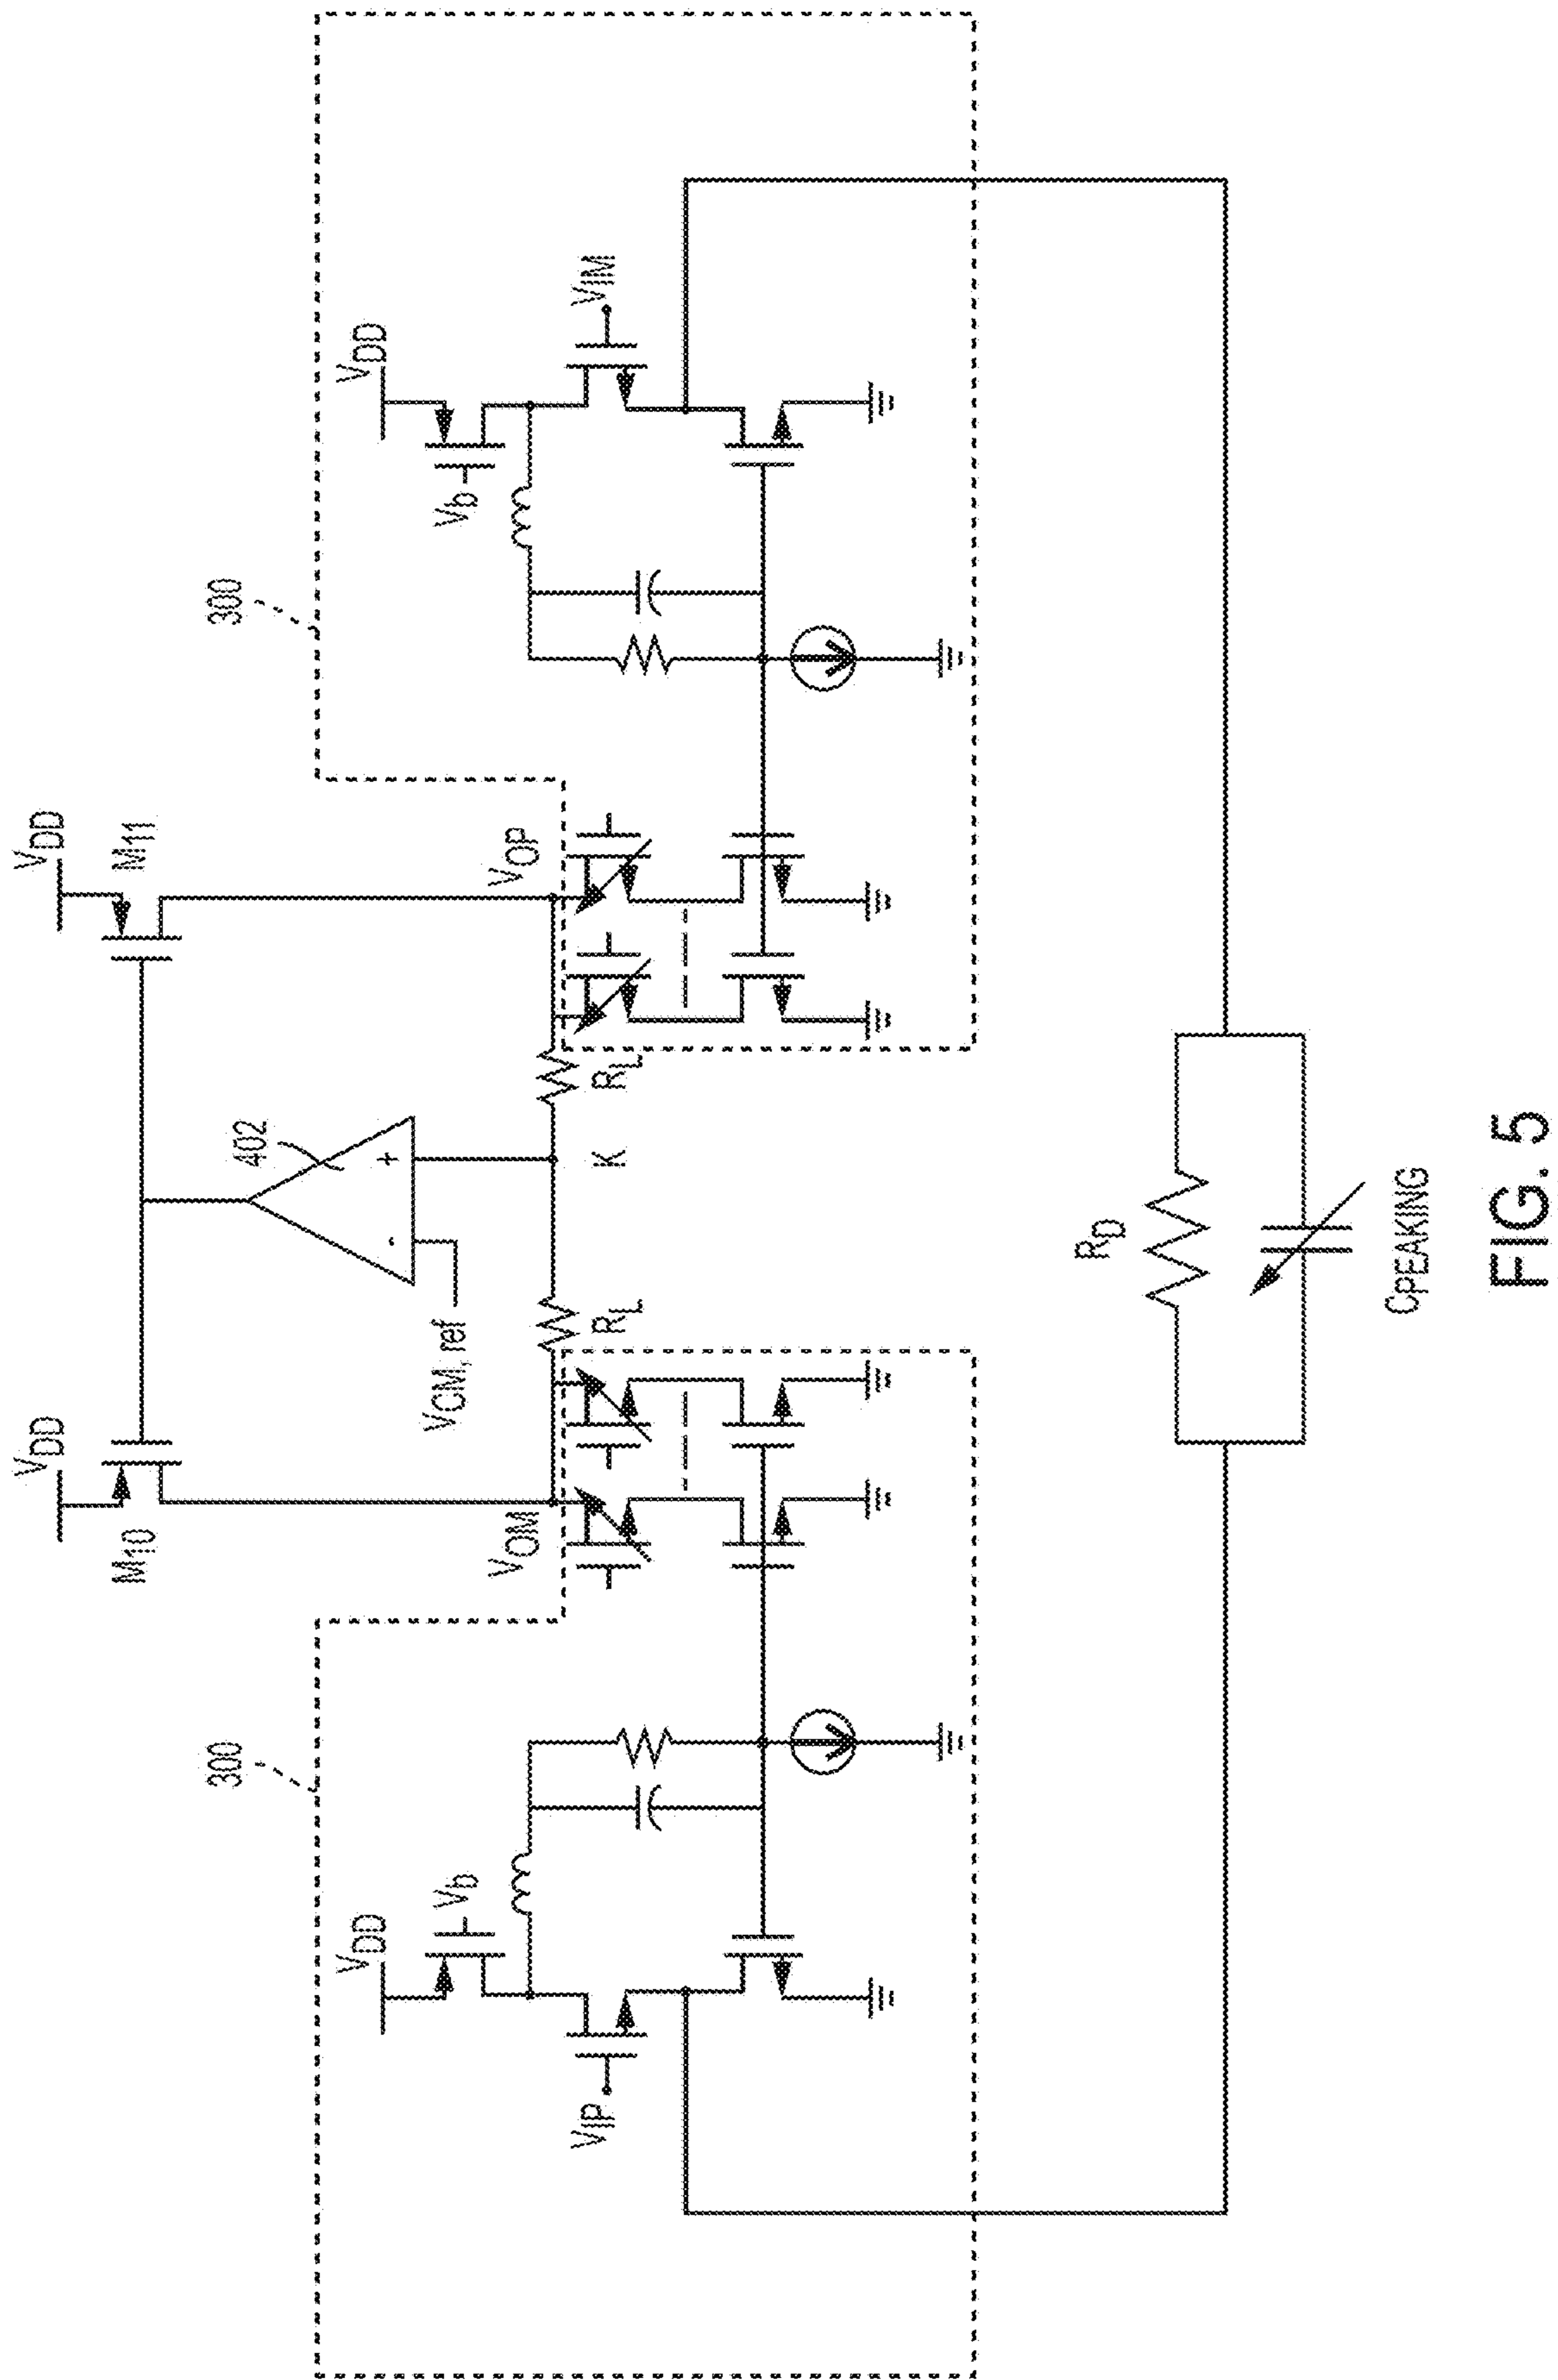 VDD
VDD
M10
M11
402
+
-
VCM, ref
300
300
VDD
VDD
Vb
Vb
VOM
VOP
RL
K
RL
VIP
VIM
RD
CPEAKING
FIG. 5